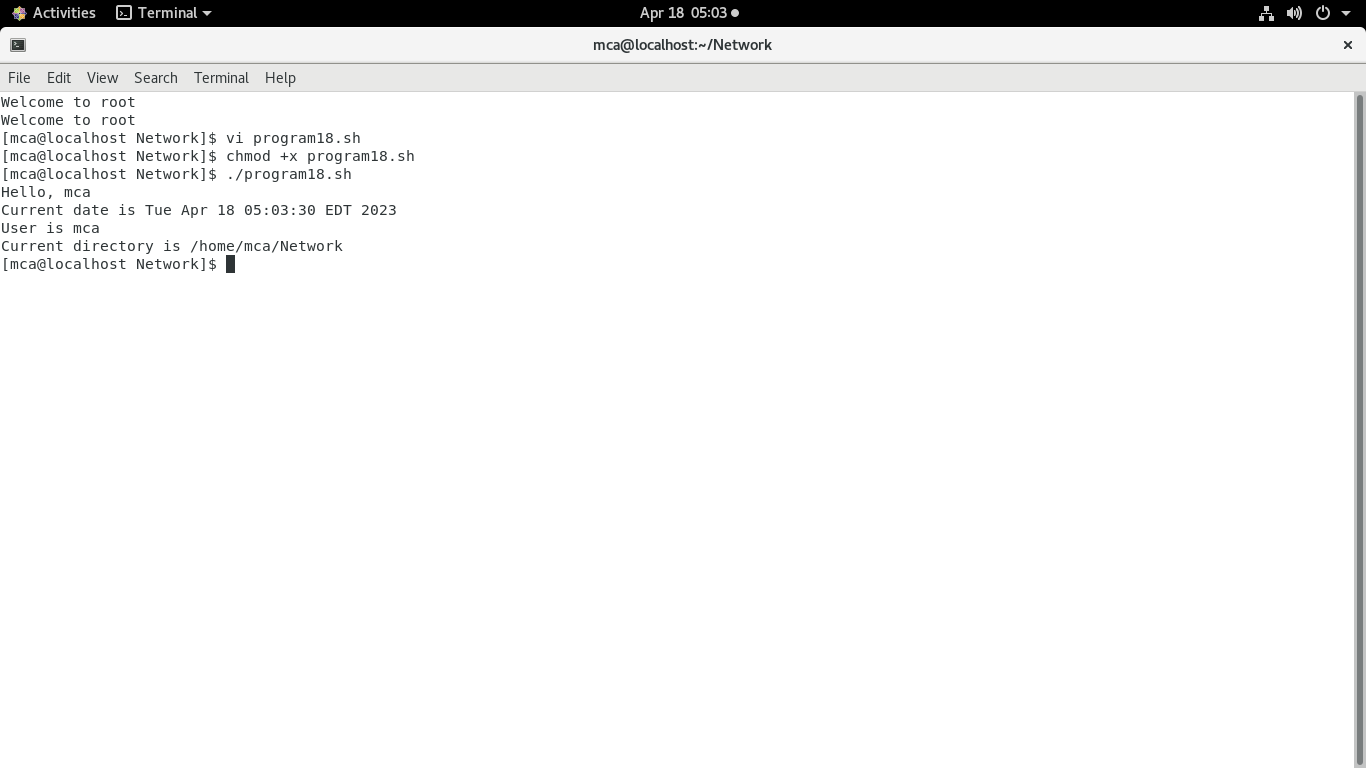 Activities Terminal Apr 18 05:03
mca@localhost:~/Network
File Edit View Search Terminal Help
Welcome to root
Welcome to root
[mca@localhost Network]$ vi program18.sh
[mca@localhost Network]$ chmod +x program18.sh
[mca@localhost Network]$ ./program18.sh
Hello, mca
Current date is Tue Apr 18 05:03:30 EDT 2023
User is mca
Current directory is /home/mca/Network
[mca@localhost Network]$